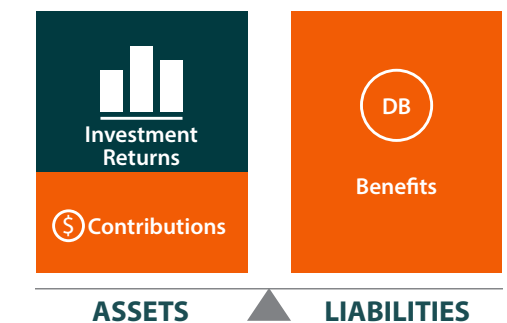 Investment
Returns
$ Contributions
DB
Benefits
ASSETS
LIABILITIES